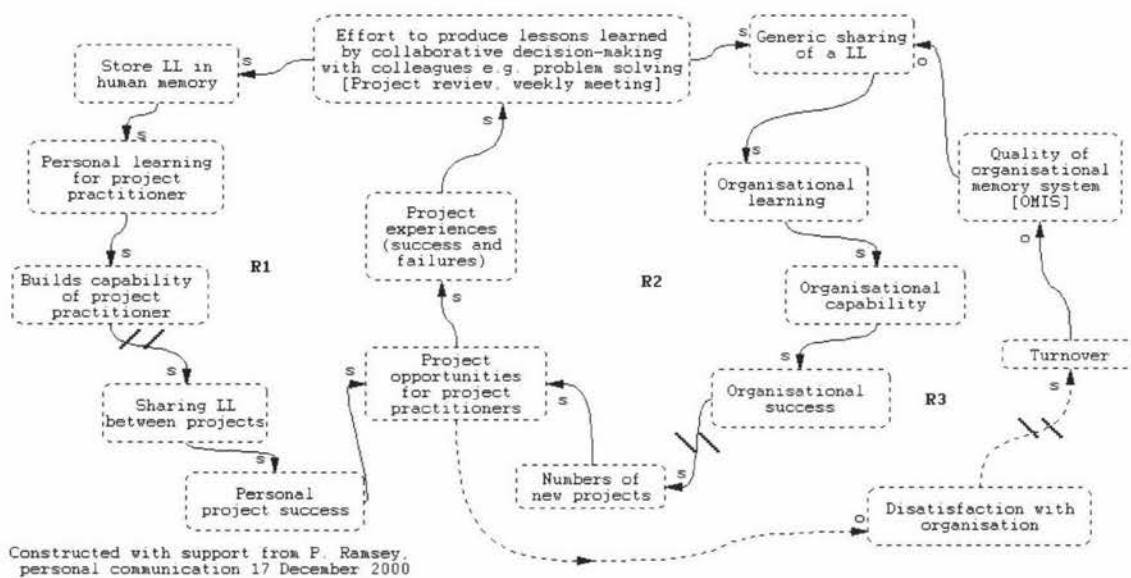 Effort to produce lessons learned
by collaborative decision-making
with colleagues e.g. problem solving
[Project review, weekly meeting]
s
s
Generic sharing
of a LL
o
Store LL in
human memory
s
s
Personal learning
for project
practitioner
s
Project
experiences
(success and
failures)
s
Organisational
learning
Quality of
organisational
memory system
[OMIS]
o
s
s
Builds capability
of project
practitioner
R1
R2
Organisational
capability
s
s
Turnover
s
s
Project
opportunities
for project
practitioners
s
Sharing LL
between projects
Organisational
success
R3
s
s
Personal
project success
Numbers of
new projects
s
Disatisfaction with
organisation
o
Constructed with support from P. Ramsey,
personal communication 17 December 2000